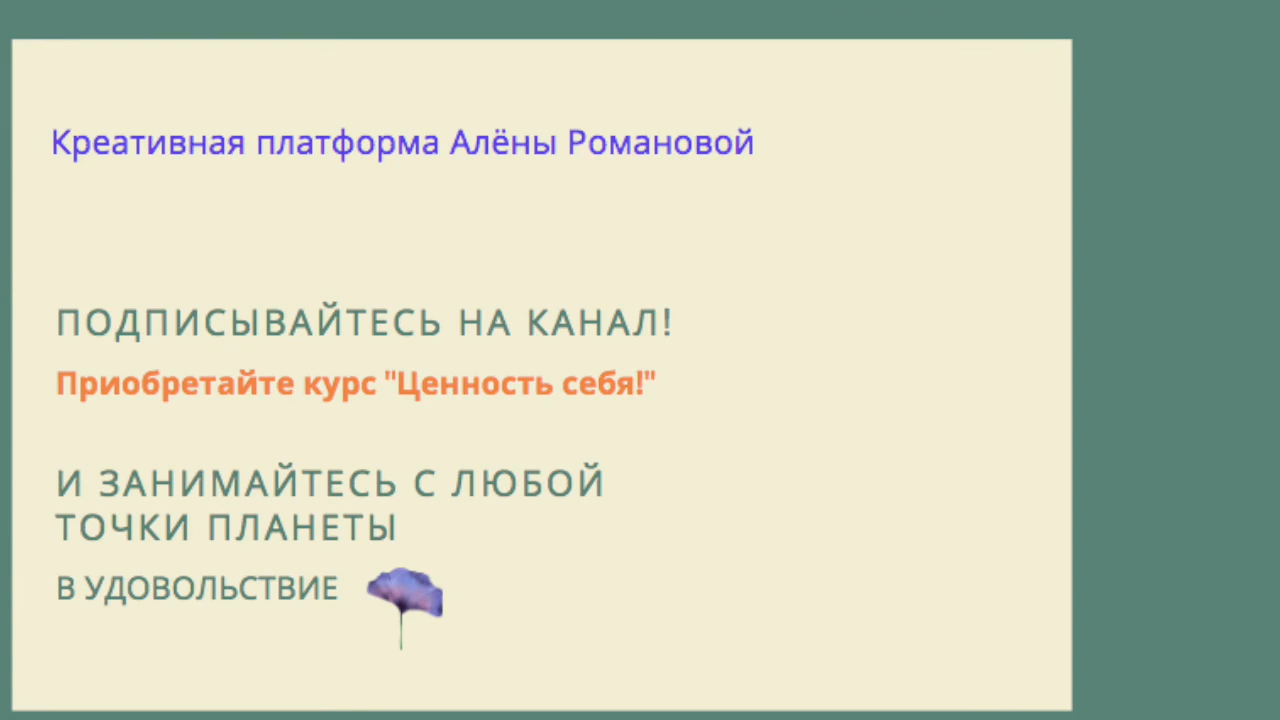 Креативная платформа Алёны Романовой
ПОДПИСЫВАЙТЕСЬ НА КАНАЛ!
Приобретайте курс "Ценность себя!"
И ЗАНИМАЙТЕСЬ С ЛЮБОЙ
ТОЧКИ ПЛАНЕТЫ
В УДОВОЛЬСТВИЕ